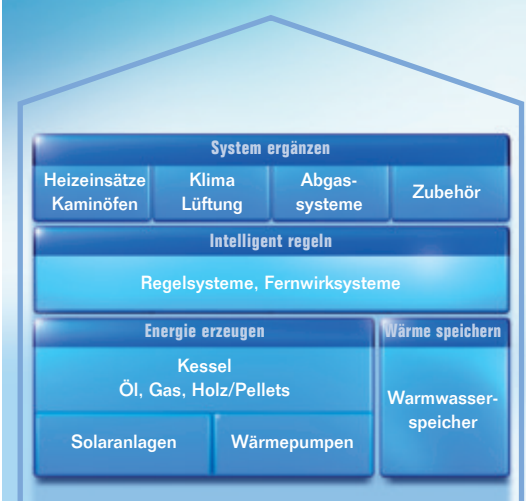 System ergänzen
Heizeinsätze
Kaminöfen
Klima
Lüftung
Abgas-
systeme
Zubehör
Intelligent regeln
Regelsysteme, Fernwirksysteme
Energie erzeugen
Kessel
Öl, Gas, Holz/Pellets
Solaranlagen
Wärmepumpen
Wärme speichern
Warmwasser-
speicher